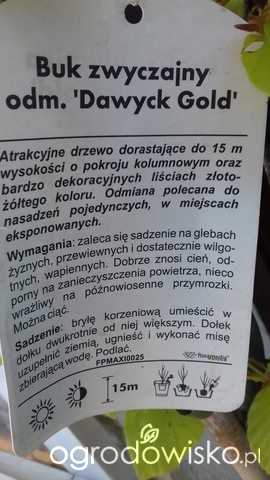 Buk zwyczajny
odm. 'Dawyck Gold'
Atrakcyjne drzewo dorastające do 15 m
wysokości o pokroju kolumnowym oraz
bardzo dekoracyjnych liściach złoto-
żółtego koloru. Odmiana polecana do
nasadzeń pojedynczych, w miejscach
eksponowanych.
Wymagania: zaleca się sadzenie na glebach
żyznych, przewiewnych i dostatecznie wilgo-
tnych, wapiennych. Dobrze znosi cień, od-
porny na zanieczyszczenia powietrza, nieco
wrażliwy na późnowiosenne przymrozki.
Można ciąć.
Sadzenie: bryłę korzeniową umieścić w
dołku dwukrotnie od niej większym. Dołek
uzupełnić ziemią, ugnieść i wykonać misę
zbierającą wodę. Podlać.
FPMAXI0025
floramedia
15m
ogrodowisko.pl